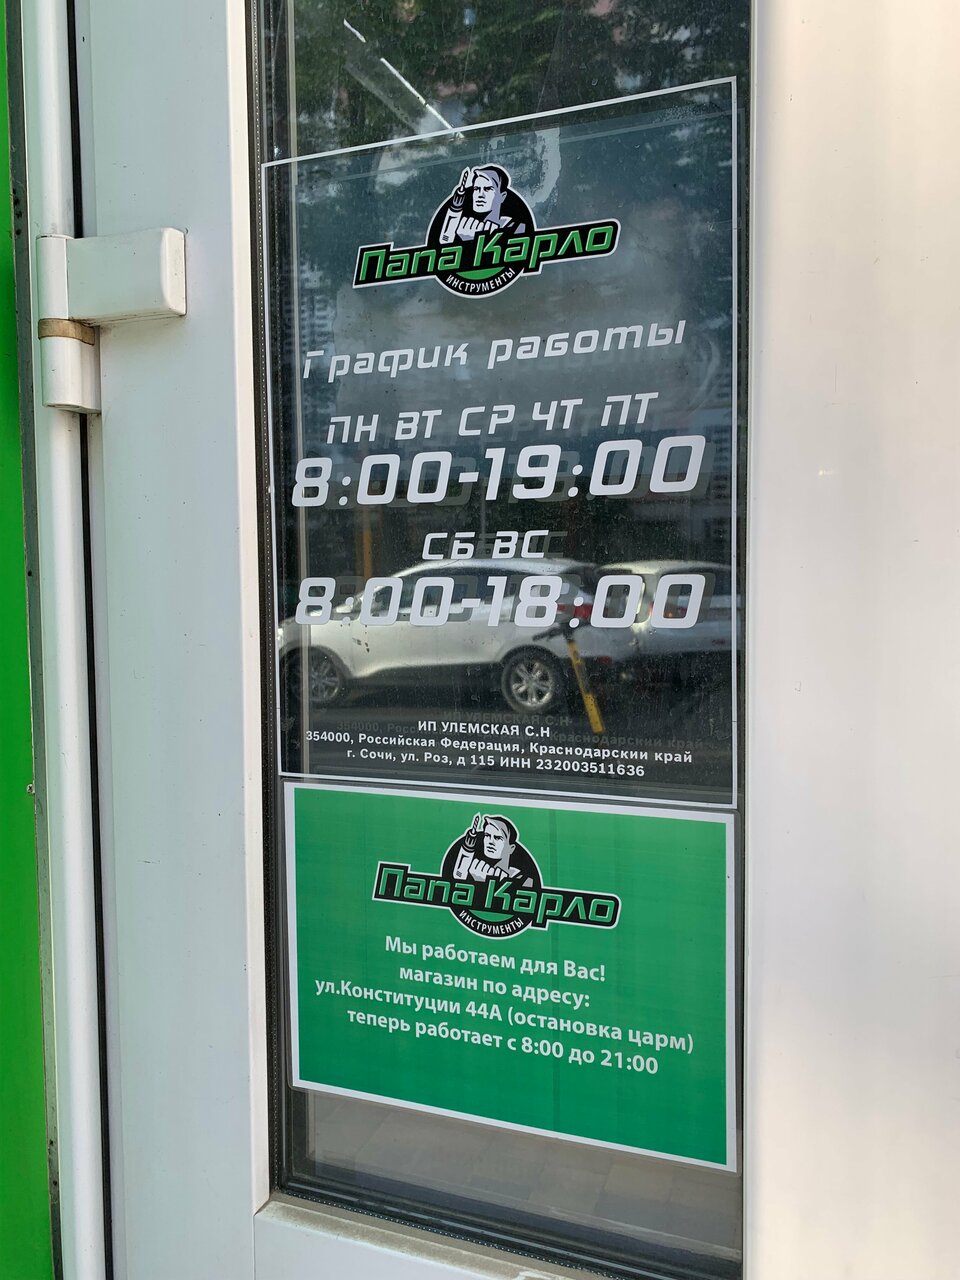 Папа Карло
ИНСТРУМЕНТЫ
График работы
ПН ВТ СР ЧТ ПТ
8:00-19:00
СБ ВС
8:00-18:00
ИП УЛЕМСКАЯ С.Н
354000, Российская Федерация, Краснодарский край
г. Сочи, ул. Роз, д 115 ИНН 232003511636
Папа Карло
ИНСТРУМЕНТЫ
Мы работаем для Вас!
магазин по адресу:
ул.Конституции 44А (остановка царм)
теперь работает с 8:00 до 21:00